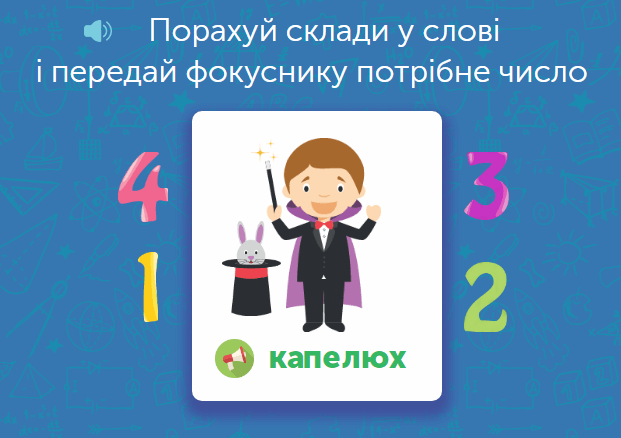 Порахуй склади у слові
і передай фокуснику потрібне число
4
3
1
2
капелюх